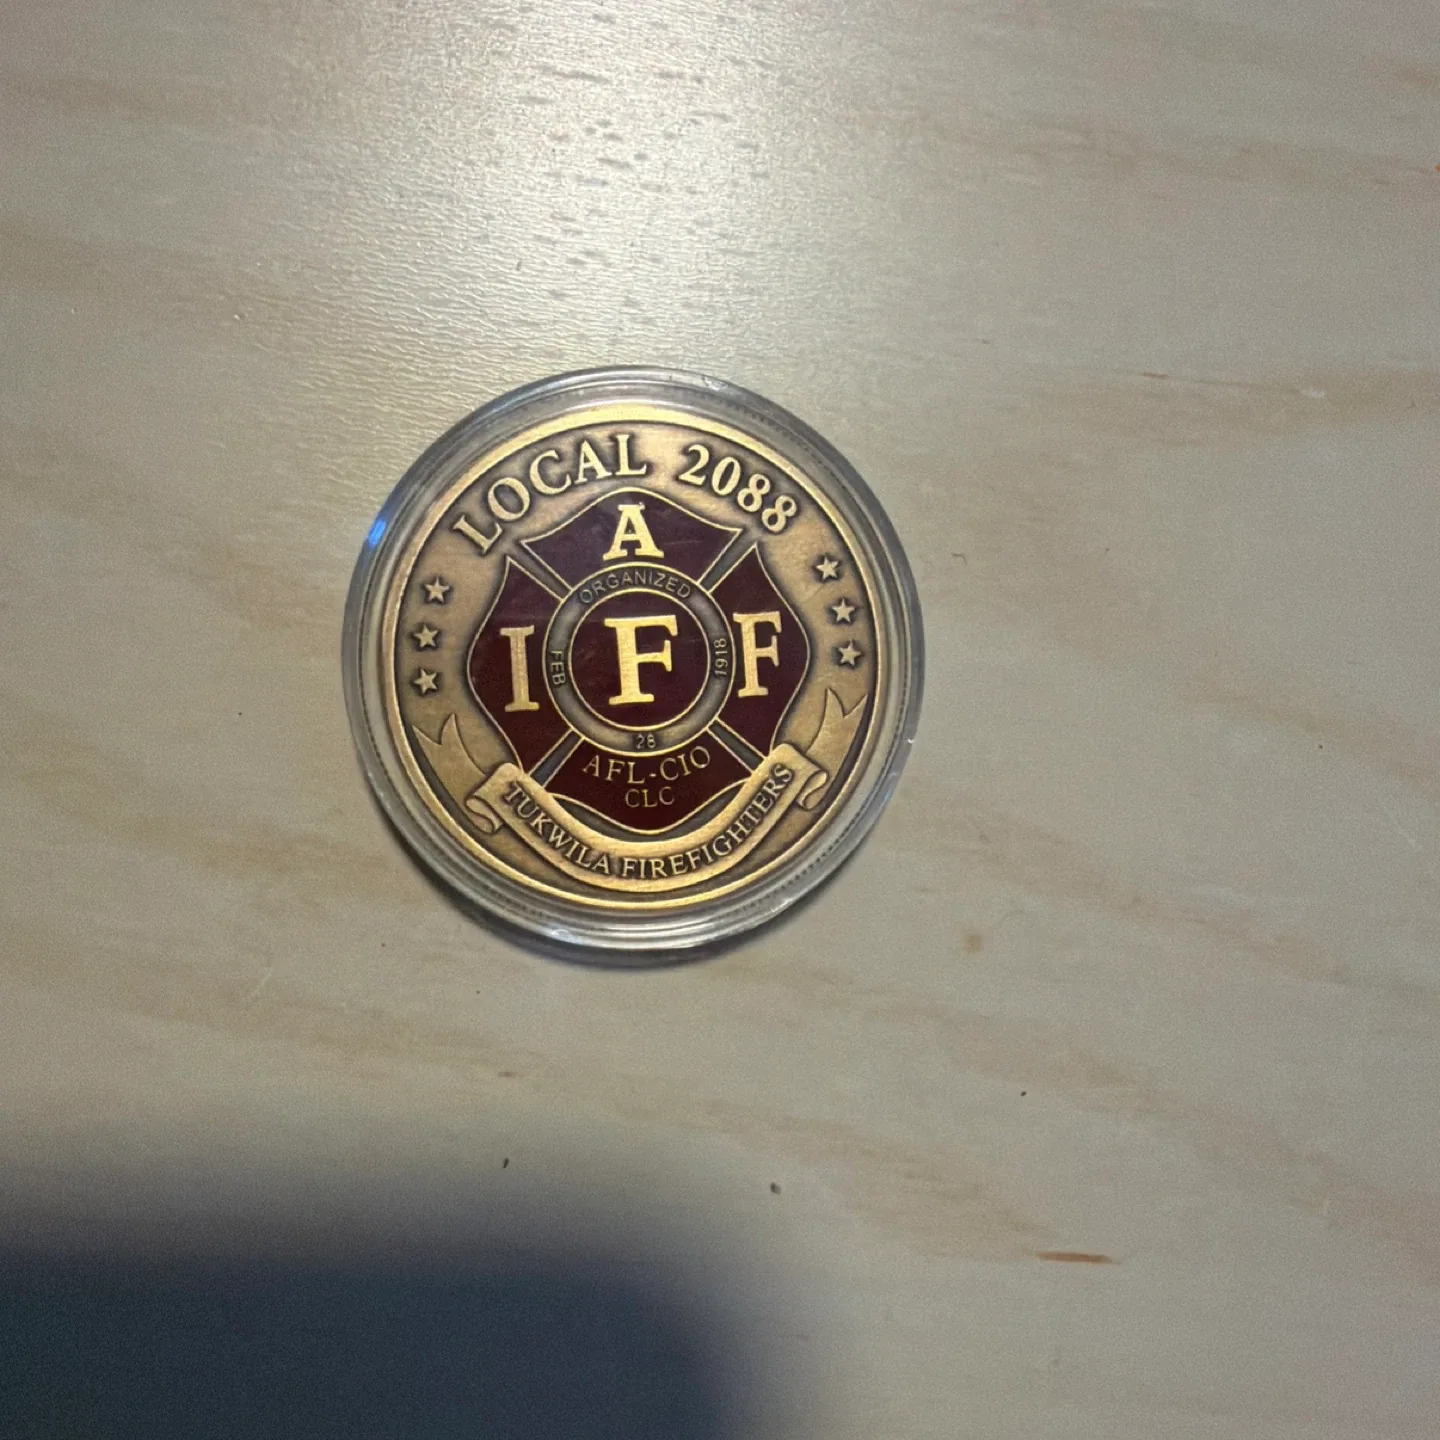 LOCAL 2088
A
ORGANIZED
I F F
FEB 1918
28
AFL-CIO
CLC
TUKWILA FIREFIGHTERS